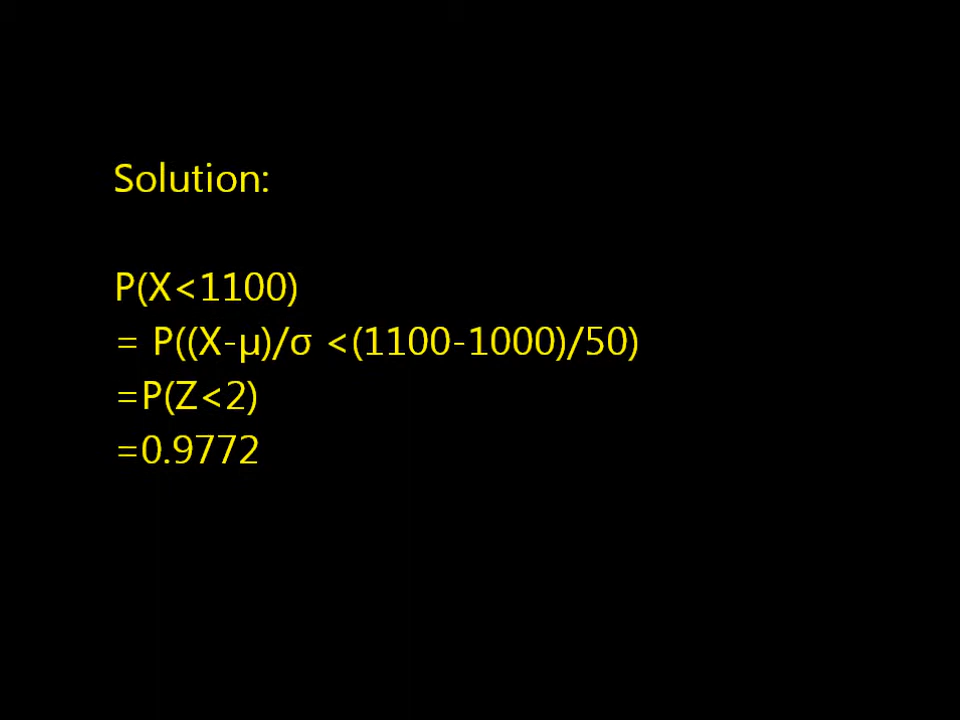 Solution:
P(X<1100)
= P((X-μ)/σ <(1100-1000)/50)
=P(Z<2)
=0.9772